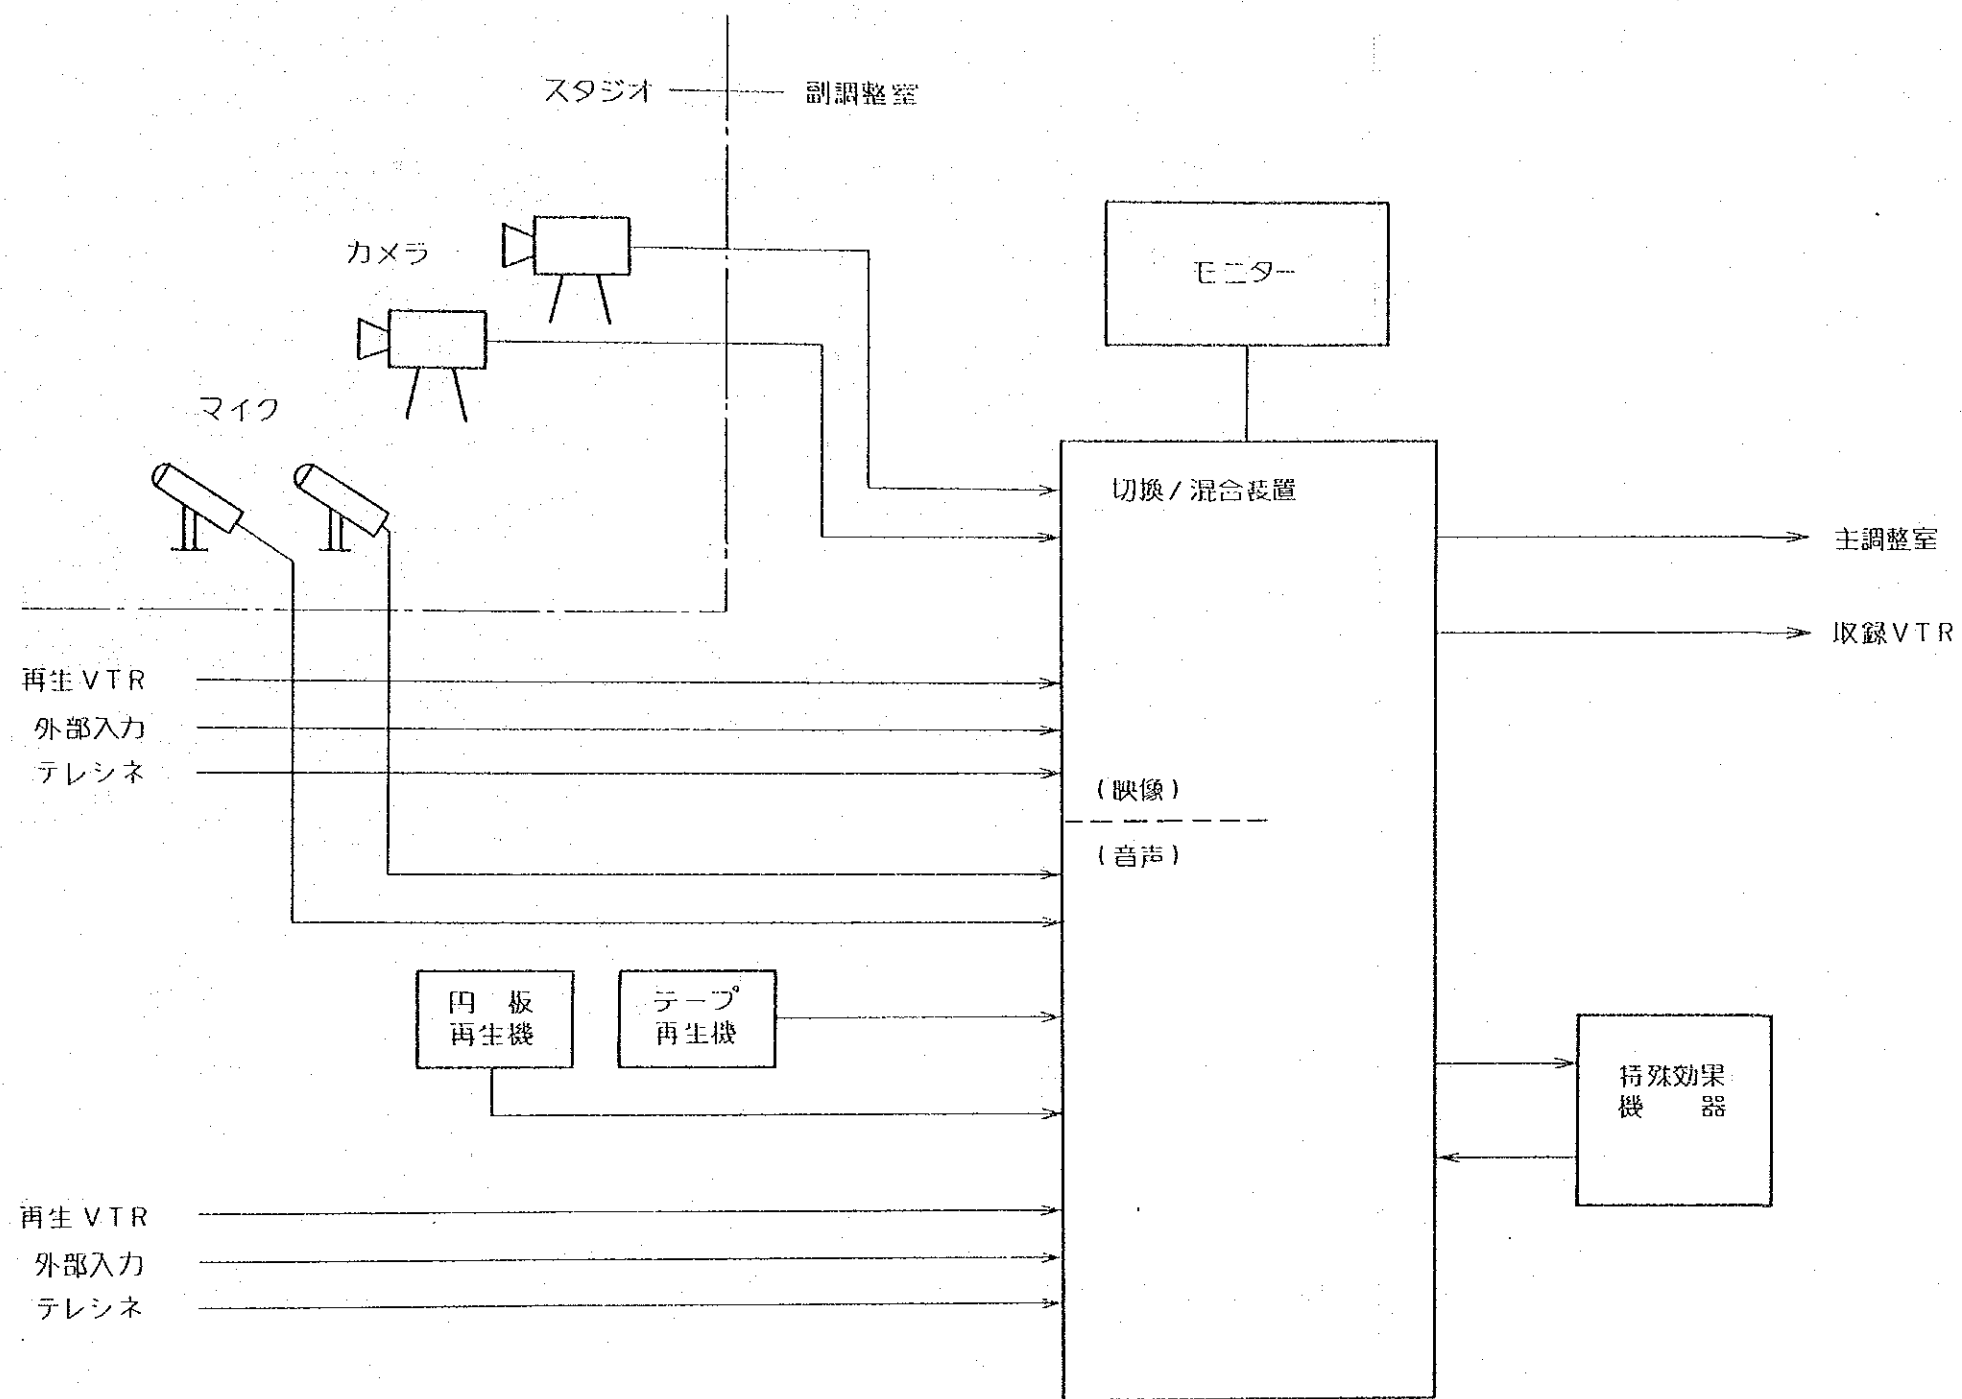 スタジオ 副調整室
カメラ
モニター
マイク
切換/混合装置
主調整室
収録VTR
再生VTR
外部入力
テレシネ
(映像)
(音声)
円 板
再生機
テープ
再生機
特殊効果
機 器
再生VTR
外部入力
テレシネ